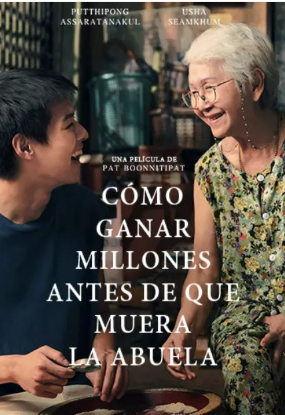 PUTTHIPONG USHA
ASSARATANAKUL SEAMKHUM
UNA PELÍCULA DE
PAT BOONNITIPAT
CÓMO
GANAR
MILLONES
ANTES DE QUE
MUERA
LA ABUELA